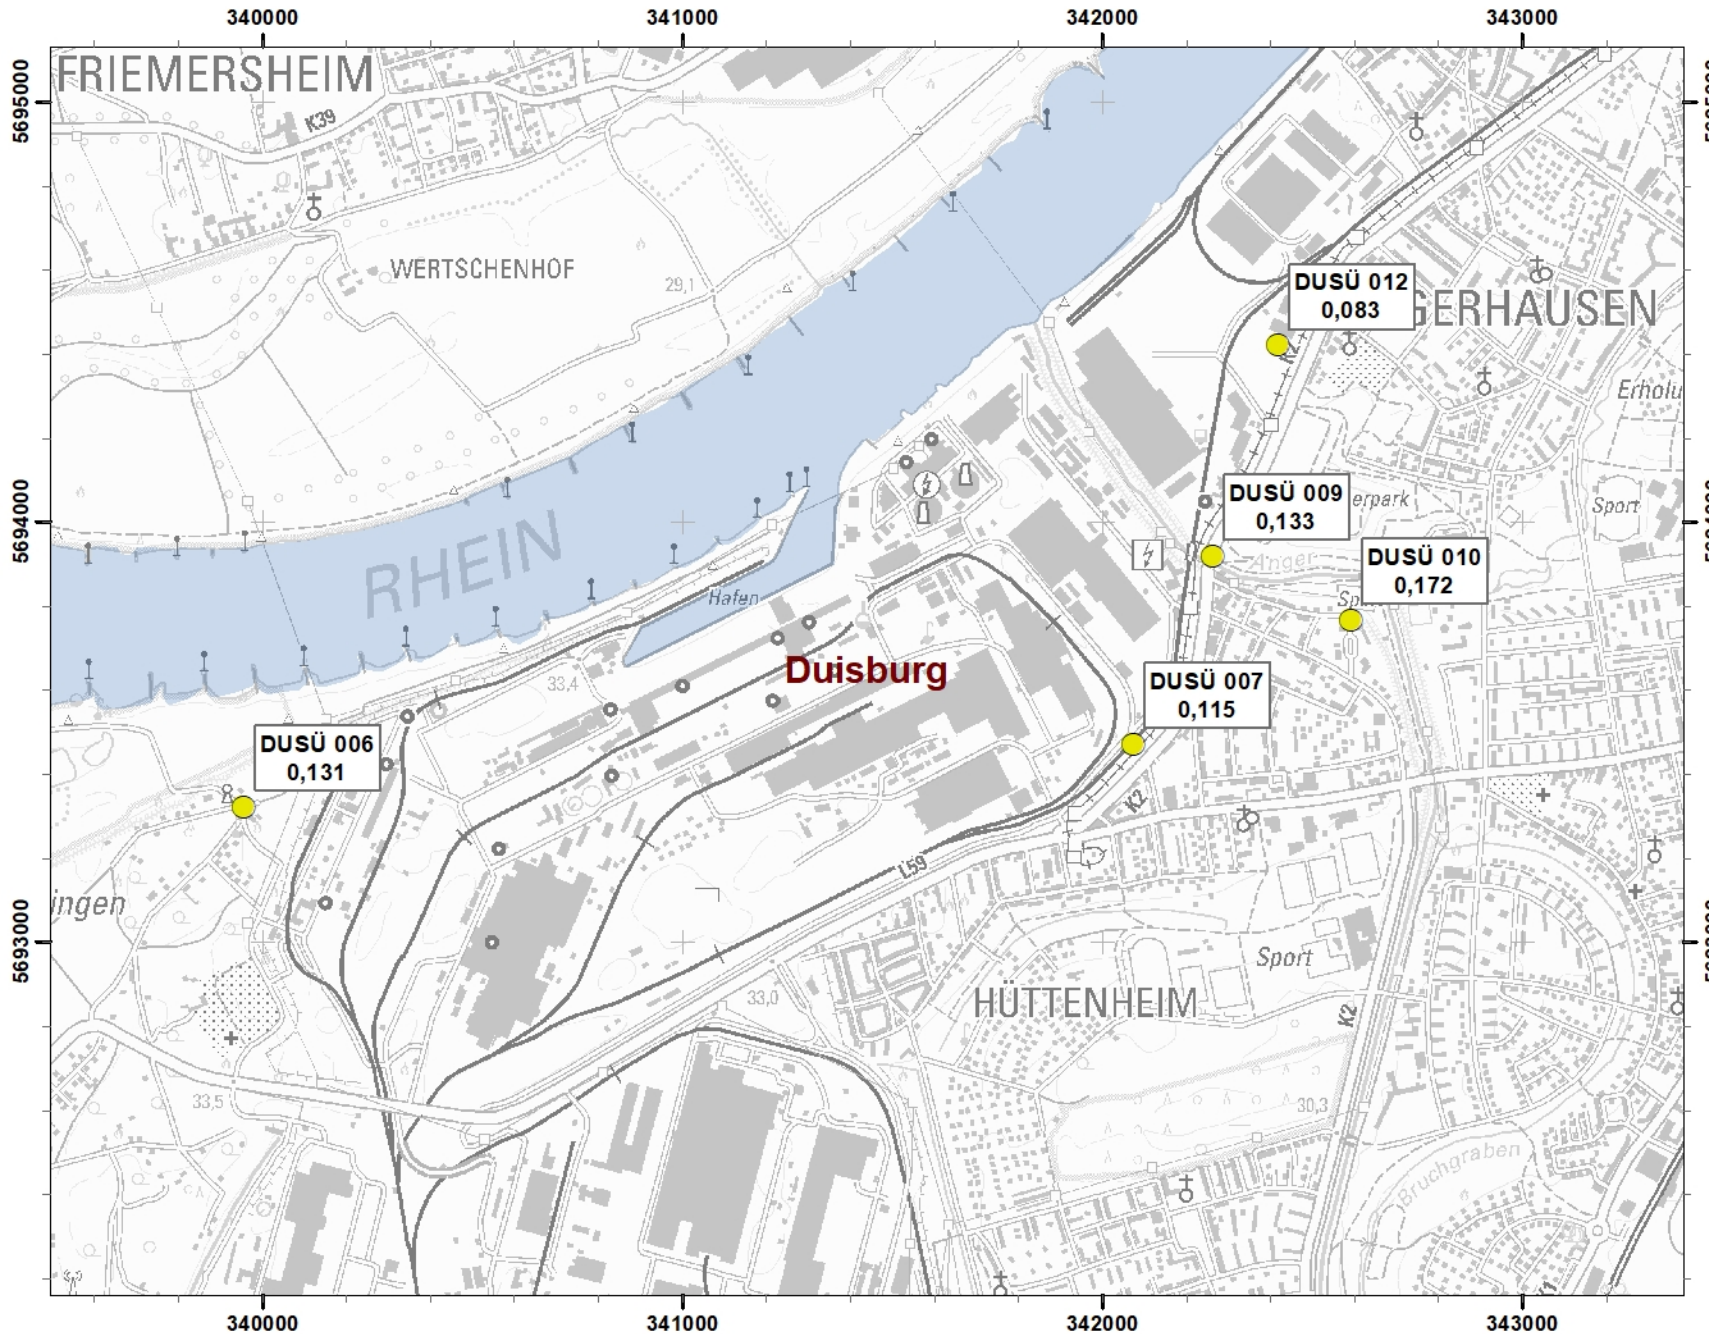 340000
341000
342000
343000
FRIEMERSHEIM
5695000
K39
WERTSCHENHOF
29,1
DUSÜ 012
0,083
GERHAUSEN
K2
Erholu
DUSÜ 009
0,133
erpark
Sport
5694000
RHEIN
Anger
DUSÜ 010
0,172
Hafen
Duisburg
33,4
DUSÜ 007
0,115
DUSÜ 006
0,131
K2
L59
ingen
5693000
Sport
33,0
HÜTTENHEIM
K2
33,5
30,3
Bruchgraben
340000
341000
342000
343000